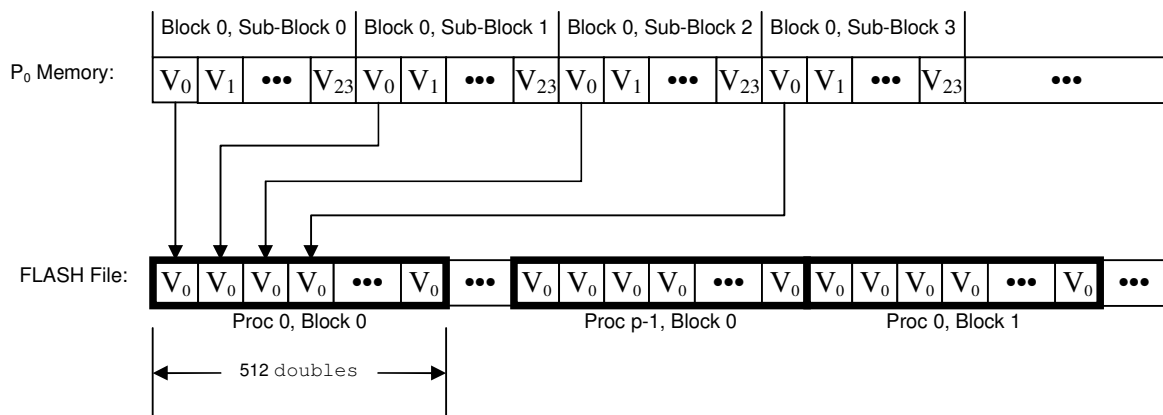 Block 0, Sub-Block 0 Block 0, Sub-Block 1 Block 0, Sub-Block 2 Block 0, Sub-Block 3
P₀ Memory: V₀ V₁ ••• V₂₃ V₀ V₁ ••• V₂₃ V₀ V₁ ••• V₂₃ V₀ V₁ ••• V₂₃ •••
FLASH File: V₀ V₀ V₀ V₀ ••• V₀ ••• V₀ V₀ V₀ V₀ ••• V₀ V₀ V₀ V₀ V₀ ••• V₀ •••
Proc 0, Block 0 Proc p-1, Block 0 Proc 0, Block 1
512 doubles